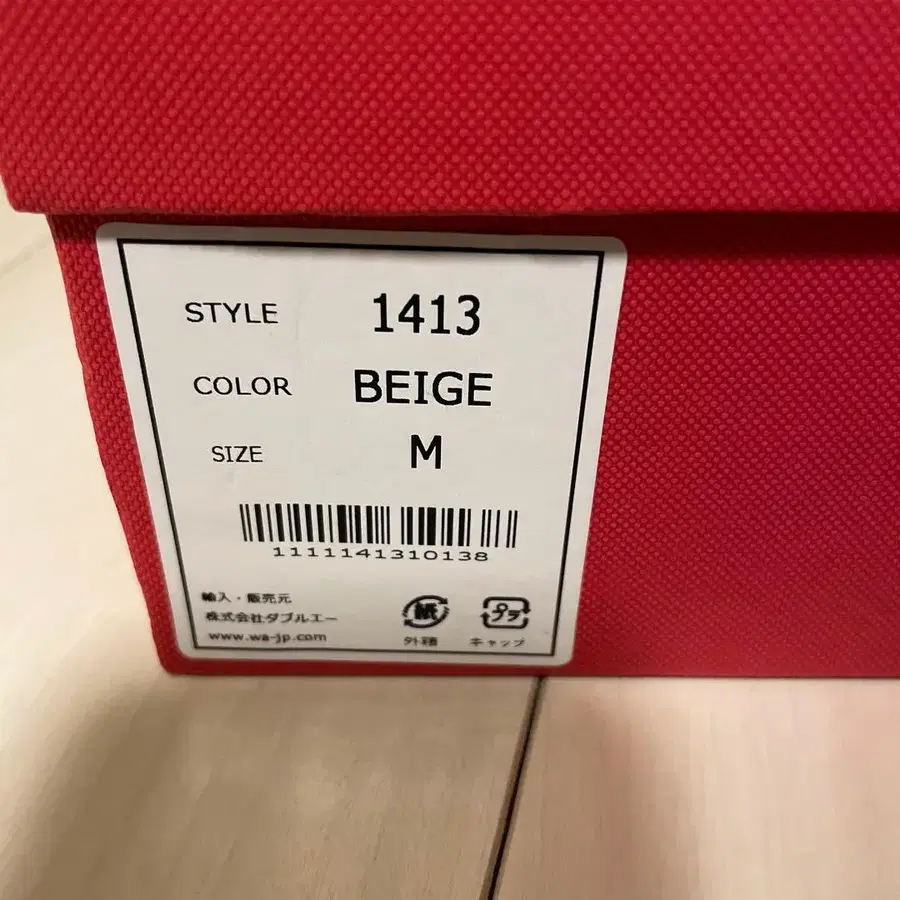 STYLE 1413
COLOR BEIGE
SIZE M
1111141310138
輸入・販売元
株式会社ダブルエー
www.wa-jp.com
紙
外箱
プラ
キャップ